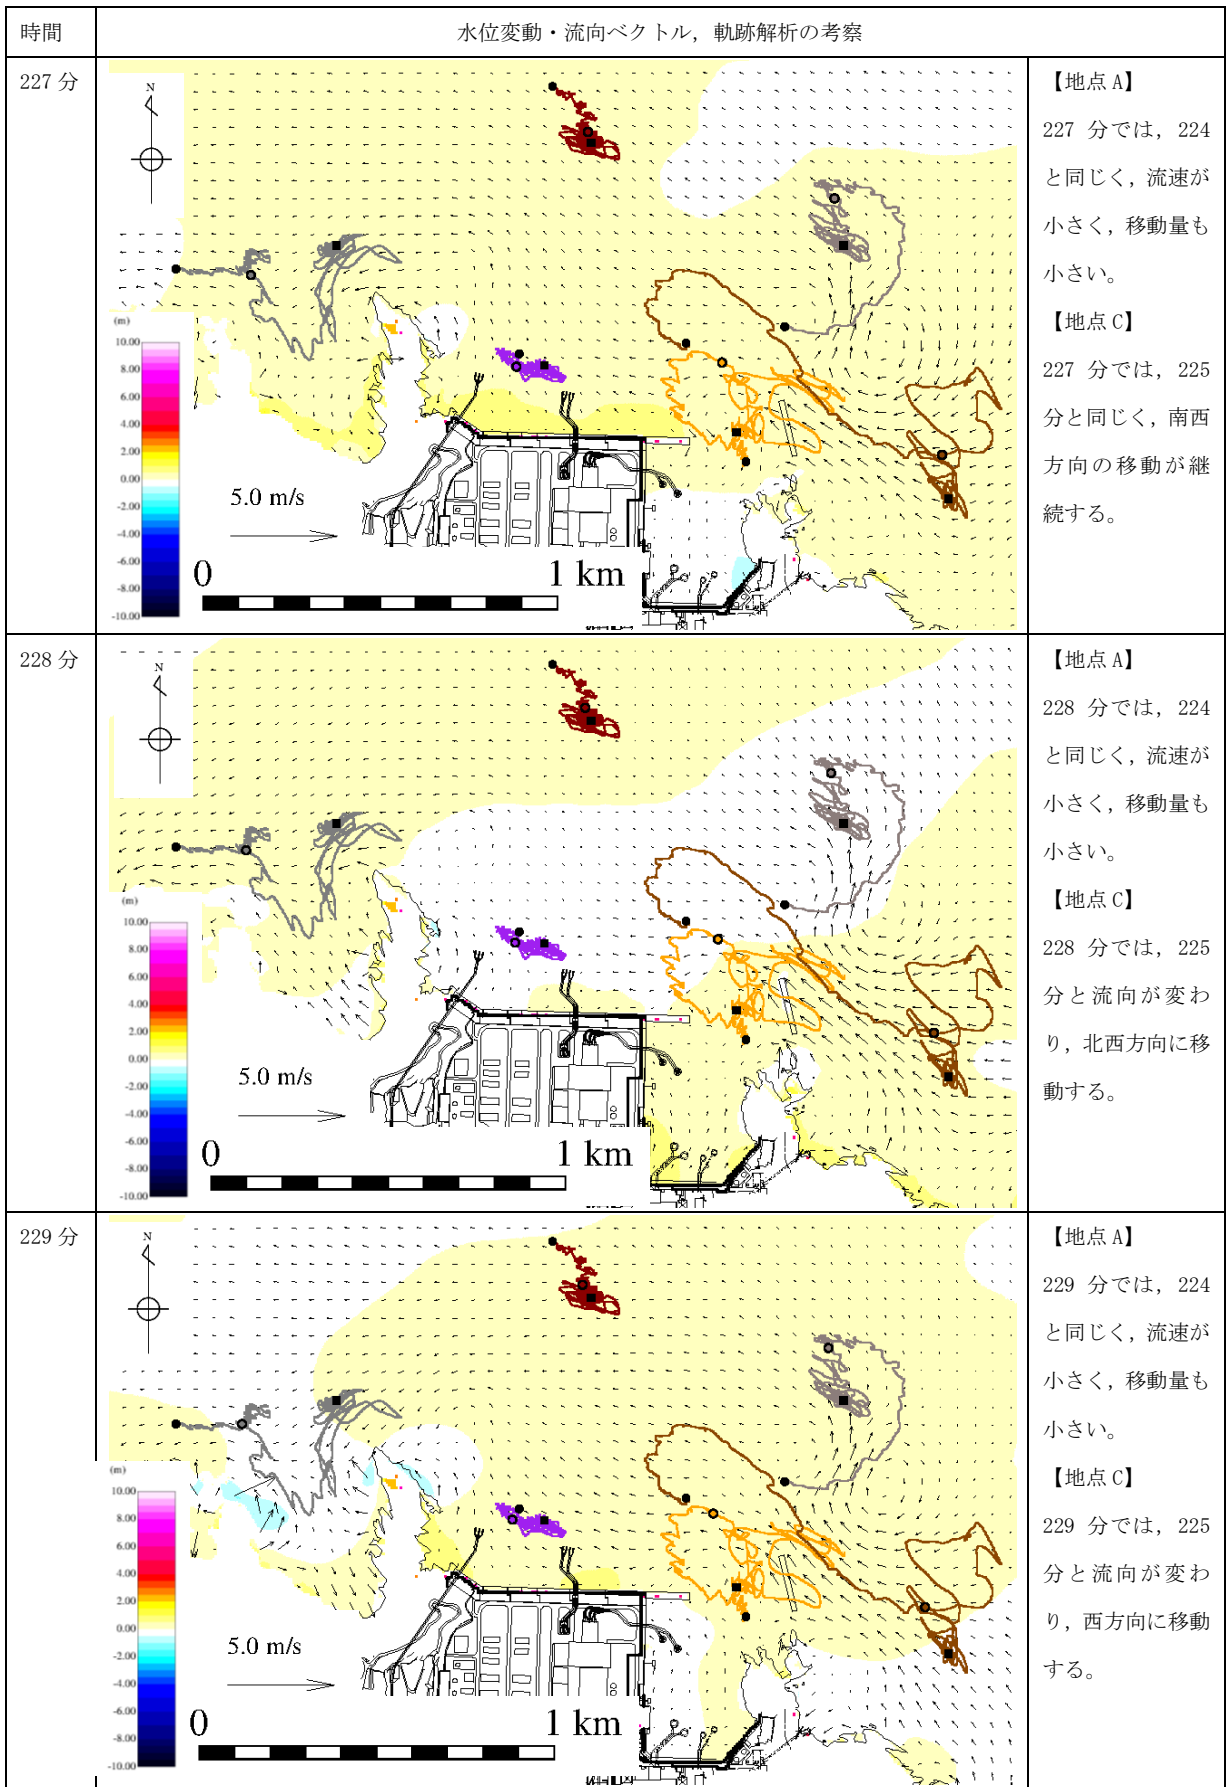 時間
水位変動・流向ベクトル，軌跡解析の考察
227 分
N
(m)
10.00
8.00
6.00
4.00
2.00
0.00
-2.00
-4.00
-6.00
-8.00
-10.00
5.0 m/s
0
1 km
【地点 A】
227 分では，224
と同じく，流速が
小さく，移動量も
小さい。
【地点 C】
227 分では，225
分と同じく，南西
方向の移動が継
続する。
228 分
N
(m)
10.00
8.00
6.00
4.00
2.00
0.00
-2.00
-4.00
-6.00
-8.00
-10.00
5.0 m/s
0
1 km
【地点 A】
228 分では，224
と同じく，流速が
小さく，移動量も
小さい。
【地点 C】
228 分では，225
分と流向が変わ
り，北西方向に移
動する。
229 分
N
(m)
10.00
8.00
6.00
4.00
2.00
0.00
-2.00
-4.00
-6.00
-8.00
-10.00
5.0 m/s
0
1 km
【地点 A】
229 分では，224
と同じく，流速が
小さく，移動量も
小さい。
【地点 C】
229 分では，225
分と流向が変わ
り，西方向に移動
する。